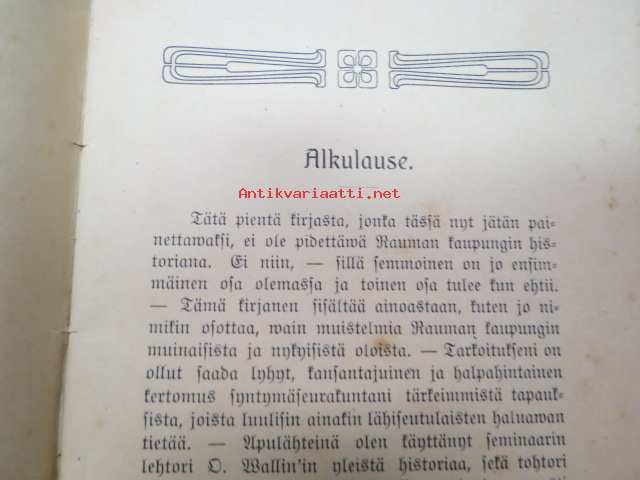 Alkulause.
Antikvariaatti.net
Tätä pientä kirjasta, jonka tässä nyt jätän pai-
nettawaksi, ei ole pidettäwä Rauman kaupungin his-
toriana. Ei niin, — sillä semmoinen on jo ensim-
mäinen osa olemassa ja toinen osa tulee kun ehtii.
— Tämä kirjanen sisältää ainoastaan, kuten jo ni-
mikin osottaa, wain muistelmia Rauman kaupungin
muinaisista ja nykyisistä oloista. — Tarkoitukseni on
ollut saada lyhyt, kansantajuinen ja halpahintainen
kertomus syntymäseurakuntani tärkeimmistä tapauk-
sista, joista luulisin ainakin lähiseutulaisten haluawan
tietää. — Apulähteinä olen käyttänyt seminaarin
lehtori O. Wallin'in yleistä historiaa, sekä tohtori